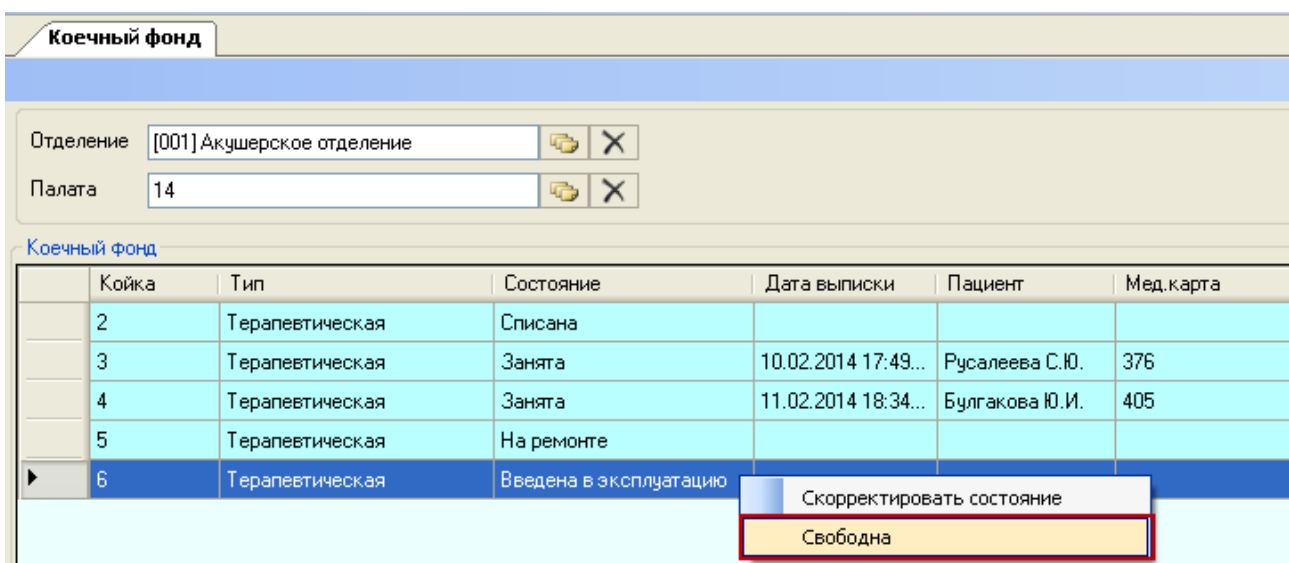 Коечный фонд
Отделение [001] Акушерское отделение
Палата 14
Коечный фонд
Койка Тип Состояние Дата выписки Пациент Мед.карта
2 Терапевтическая Списана
3 Терапевтическая Занята 10.02.2014 17:49... Русалеева С.Ю. 376
4 Терапевтическая Занята 11.02.2014 18:34... Булгакова Ю.И. 405
5 Терапевтическая На ремонте
6 Терапевтическая Введена в эксплуатацию
Скорректировать состояние
Свободна